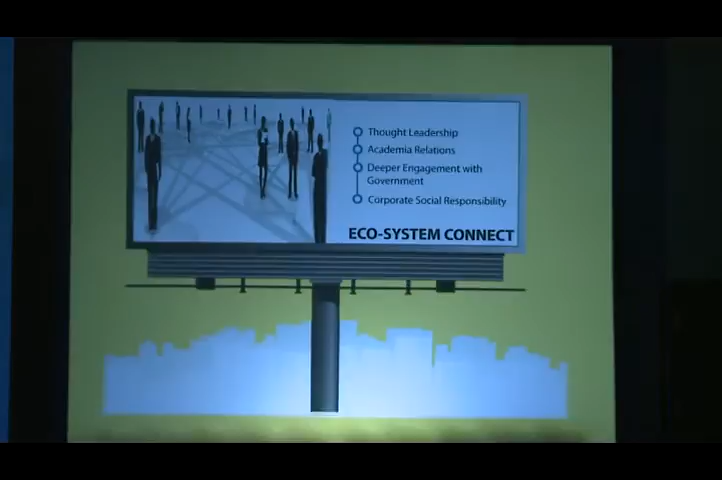 Thought Leadership
Academia Relations
Deeper Engagement with
Government
Corporate Social Responsibility
ECO-SYSTEM CONNECT